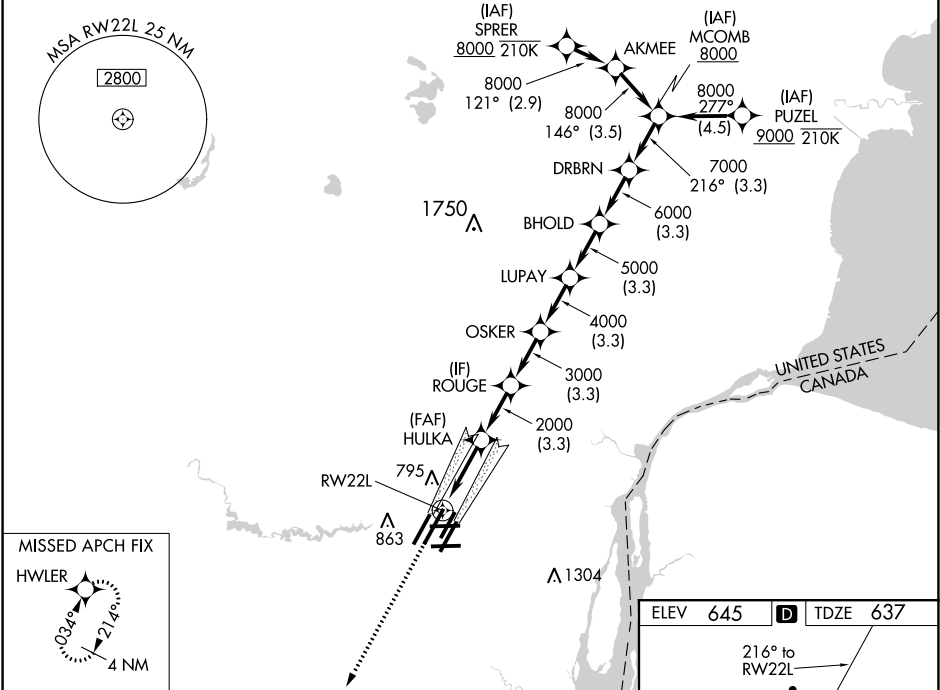 MSA RW22L 25 NM
2800
(IAF)
SPRER
8000 210K
AKMEE
(IAF)
MCOMB
8000
8000
121° (2.9)
8000
146° (3.5)
8000
277°
(4.5)
(IAF)
PUZEL
9000 210K
DRBRN
7000
216° (3.3)
1750
BHOLD
6000
(3.3)
LUPAY
5000
(3.3)
OSKER
4000
(3.3)
UNITED STATES
CANADA
(IF)
ROUGE
3000
(3.3)
(FAF)
HULKA
2000
(3.3)
RW22L
795
863
1304
MISSED APCH FIX
HWLER
034°
214°
4 NM
ELEV 645 D TDZE 637
216° to
RW22L